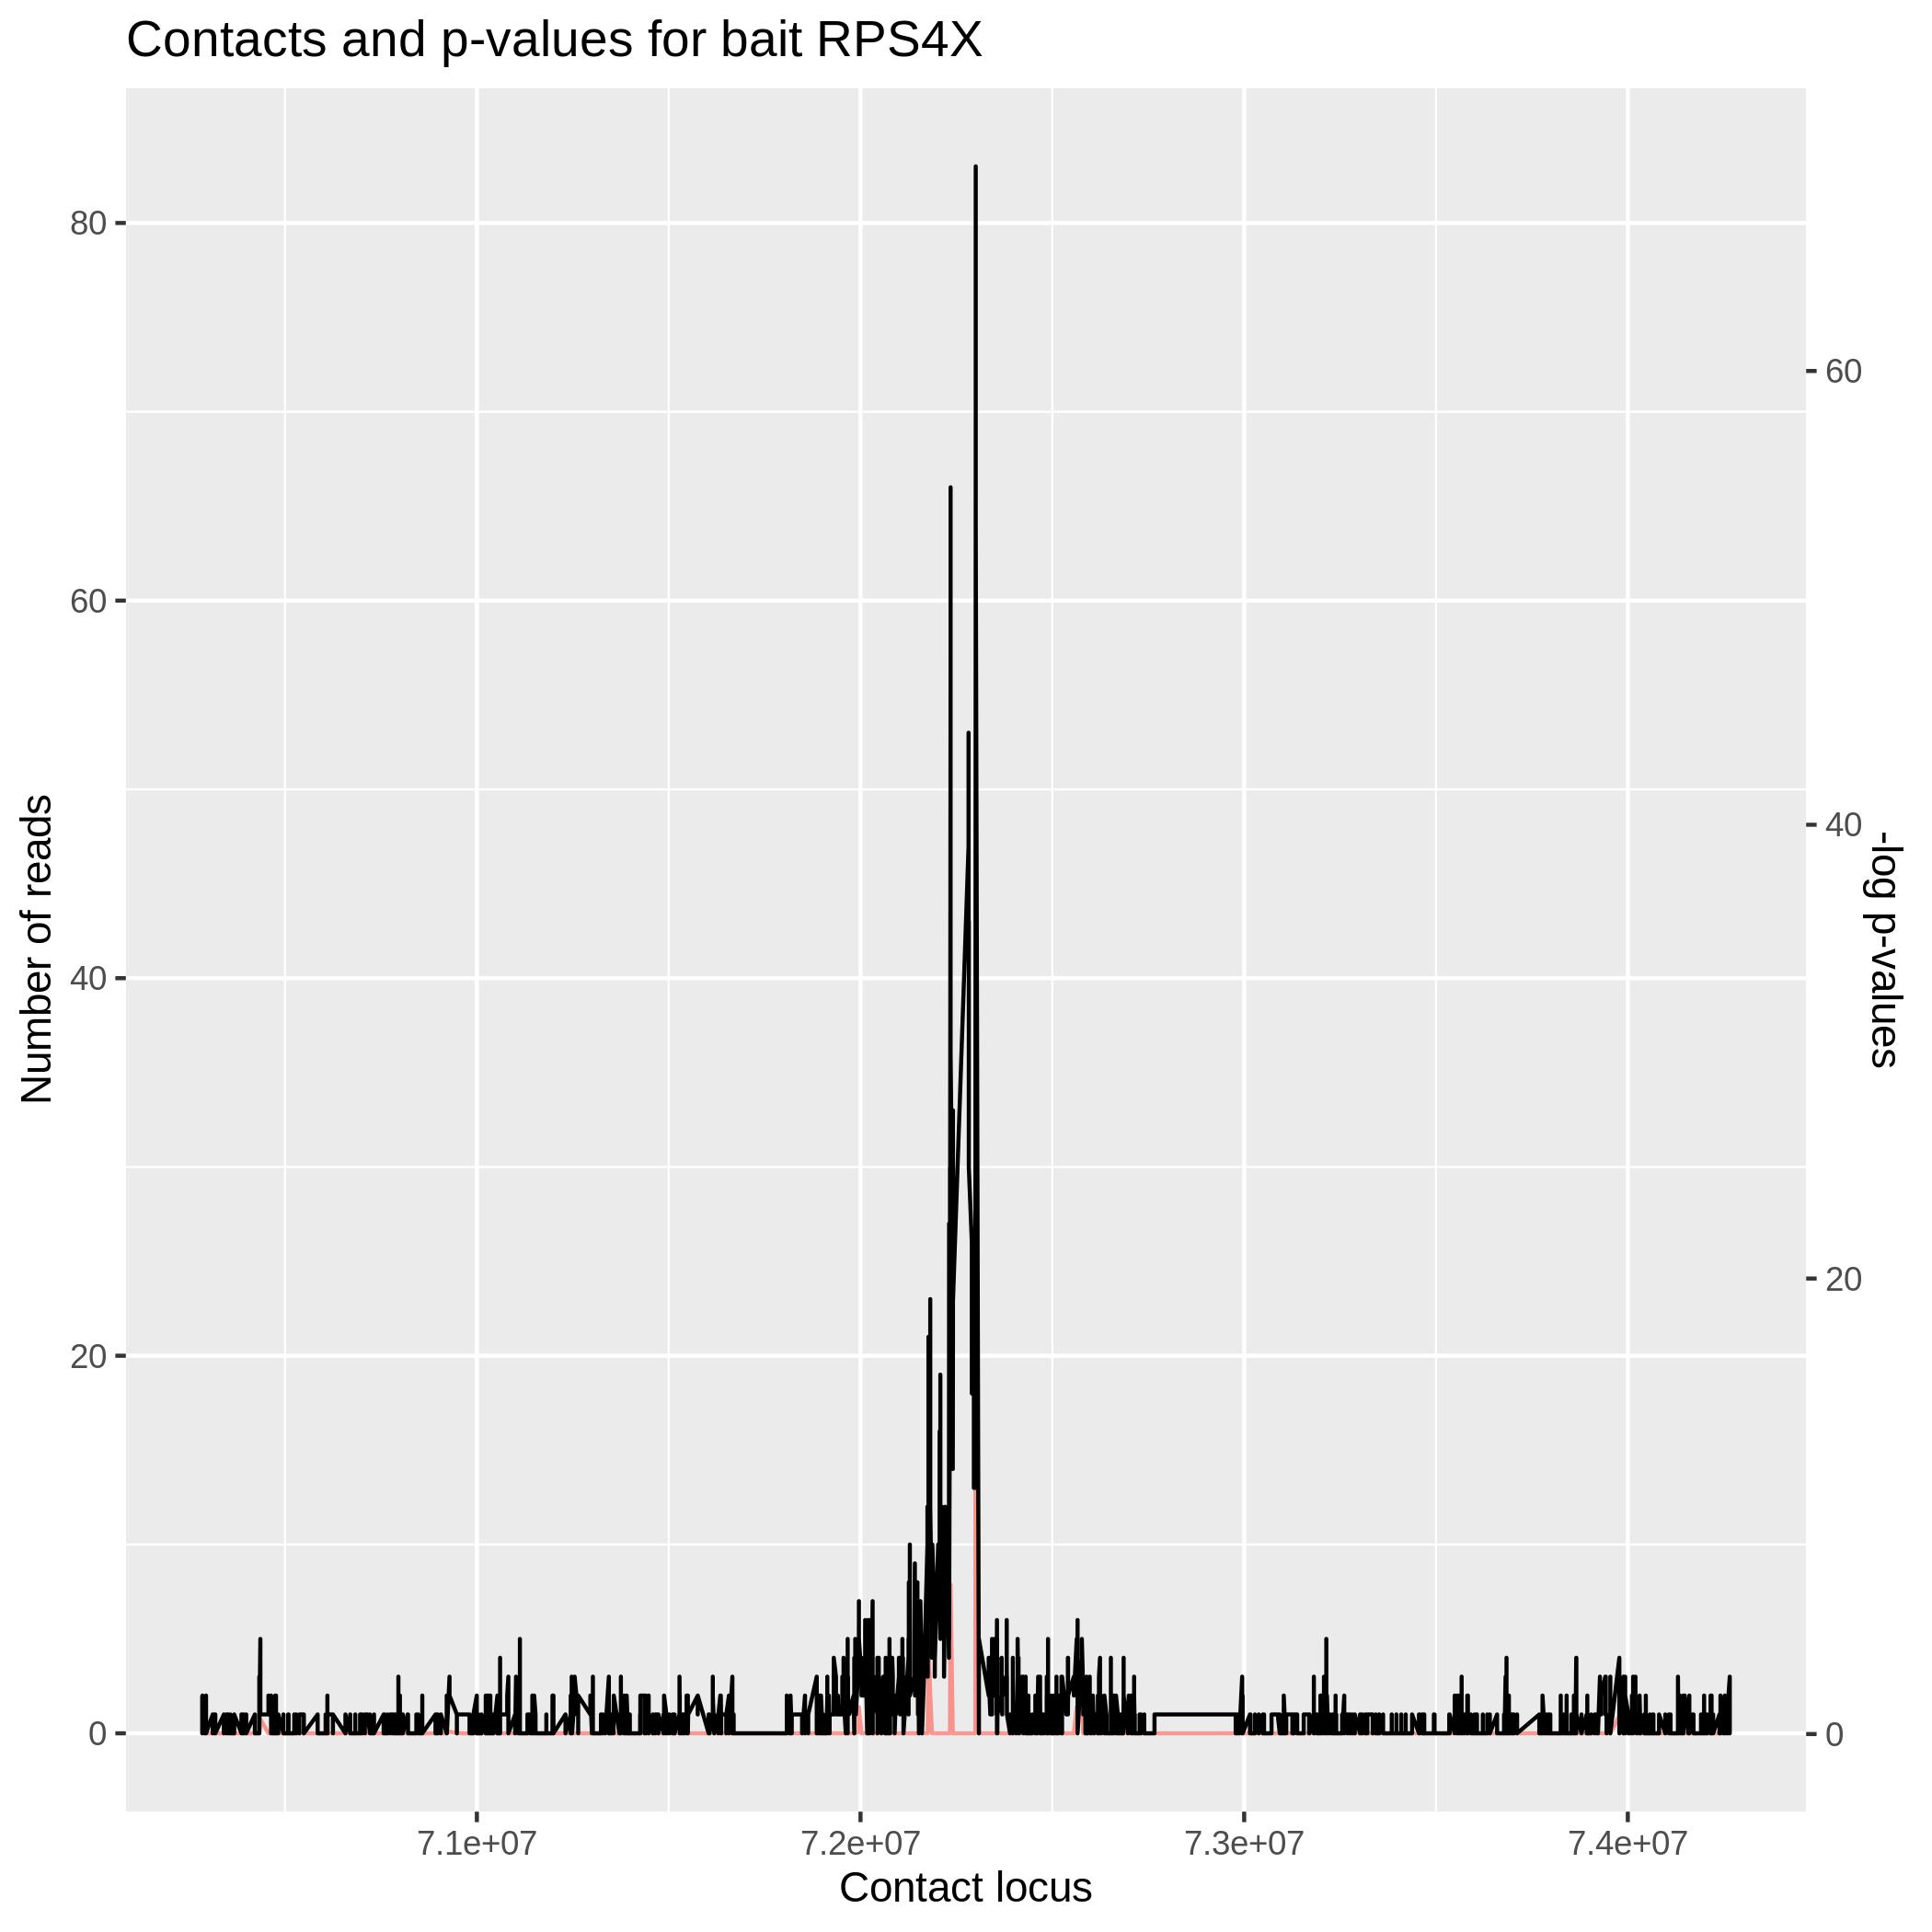 Contacts and p-values for bait RPS4X
80
60
40
20
0
Number of reads
60
40
20
0
-log p-values
7.1e+07 7.2e+07 7.3e+07 7.4e+07
Contact locus